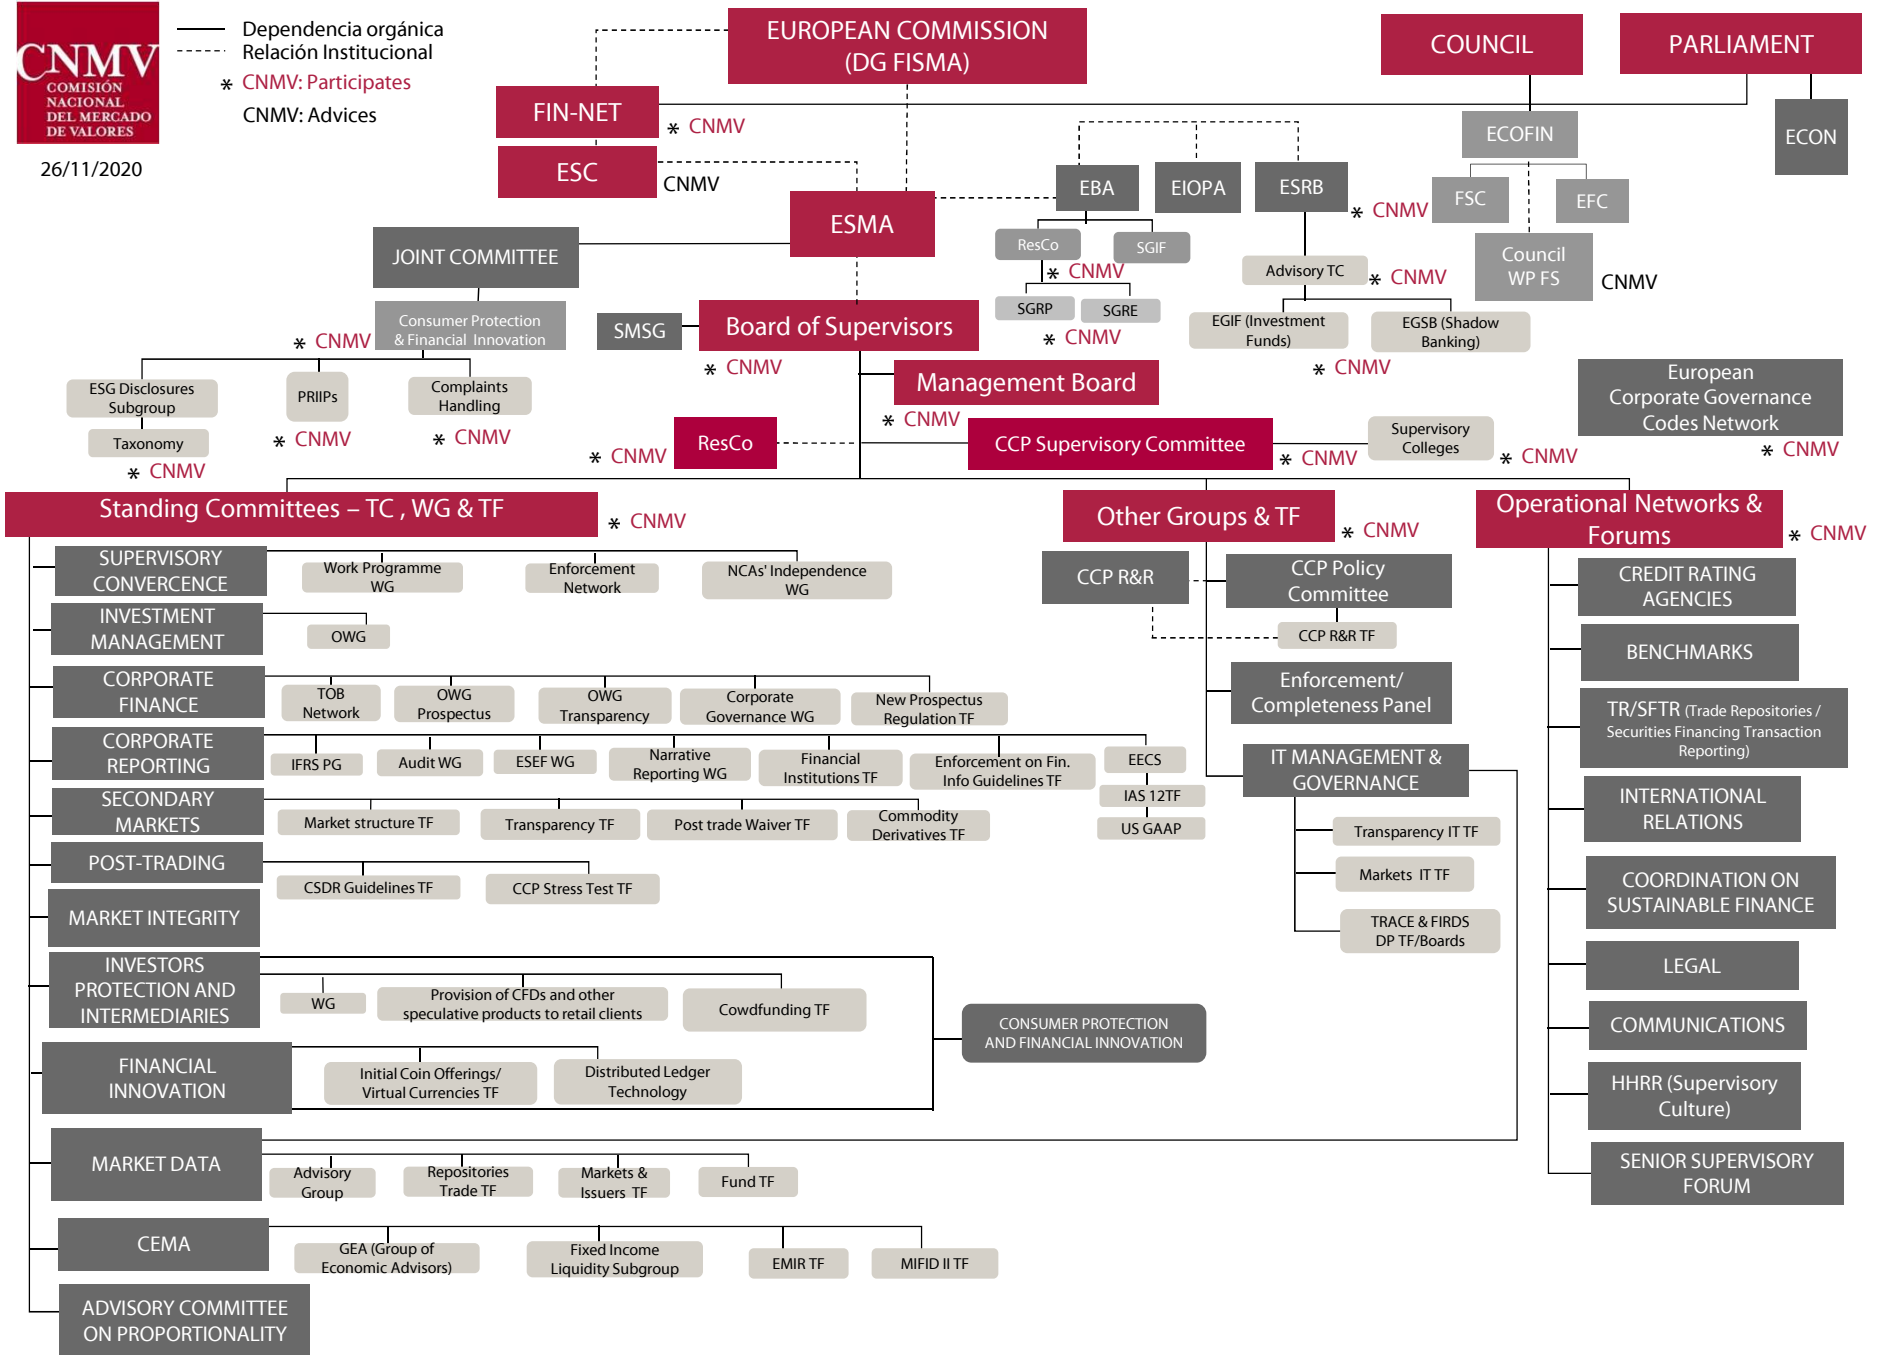 CNMV
COMISIÓN
NACIONAL
DEL MERCADO
DE VALORES
26/11/2020
Dependencia orgánica
Relación Institucional
* CNMV: Participates
CNMV: Advices
EUROPEAN COMMISSION
(DG FISMA)
COUNCIL
PARLIAMENT
FIN-NET
* CNMV
ESC
CNMV
ECOFIN
ECON
FSC
EFC
Council
WP FS
CNMV
EBA
EIOPA
ESRB
* CNMV
ESMA
ResCo
SGIF
* CNMV
SGRP
SGRE
* CNMV
Advisory TC
* CNMV
EGIF (Investment
Funds)
EGSB (Shadow
Banking)
* CNMV
JOINT COMMITTEE
Consumer Protection
& Financial Innovation
* CNMV
ESG Disclosures
Subgroup
Taxonomy
* CNMV
PRIIPs
* CNMV
Complaints
Handling
* CNMV
SMSG
Board of Supervisors
* CNMV
Management Board
* CNMV
ResCo
* CNMV
CCP Supervisory Committee
* CNMV
Supervisory
Colleges
* CNMV
European
Corporate Governance
Codes Network
* CNMV
Standing Committees – TC , WG & TF
* CNMV
SUPERVISORY
CONVERCENCE
Work Programme
WG
Enforcement
Network
NCAs' Independence
WG
INVESTMENT
MANAGEMENT
OWG
CORPORATE
FINANCE
TOB
Network
OWG
Prospectus
OWG
Transparency
Corporate
Governance WG
New Prospectus
Regulation TF
CORPORATE
REPORTING
IFRS PG
Audit WG
ESEF WG
Narrative
Reporting WG
Financial
Institutions TF
Enforcement on Fin.
Info Guidelines TF
EECS
IAS 12TF
US GAAP
SECONDARY
MARKETS
Market structure TF
Transparency TF
Post trade Waiver TF
Commodity
Derivatives TF
POST-TRADING
CSDR Guidelines TF
CCP Stress Test TF
MARKET INTEGRITY
INVESTORS
PROTECTION AND
INTERMEDIARIES
WG
Provision of CFDs and other
speculative products to retail clients
Cowdfunding TF
FINANCIAL
INNOVATION
Initial Coin Offerings/
Virtual Currencies TF
Distributed Ledger
Technology
CONSUMER PROTECTION
AND FINANCIAL INNOVATION
MARKET DATA
Advisory
Group
Repositories
Trade TF
Markets &
Issuers TF
Fund TF
CEMA
GEA (Group of
Economic Advisors)
Fixed Income
Liquidity Subgroup
EMIR TF
MIFID II TF
ADVISORY COMMITTEE
ON PROPORTIONALITY
Other Groups & TF
* CNMV
CCP R&R
CCP Policy
Committee
CCP R&R TF
Enforcement/
Completeness Panel
IT MANAGEMENT &
GOVERNANCE
Transparency IT TF
Markets IT TF
TRACE & FIRDS
DP TF/Boards
Operational Networks &
Forums
* CNMV
CREDIT RATING
AGENCIES
BENCHMARKS
TR/SFTR (Trade Repositories /
Securities Financing Transaction
Reporting)
INTERNATIONAL
RELATIONS
COORDINATION ON
SUSTAINABLE FINANCE
LEGAL
COMMUNICATIONS
HHRR (Supervisory
Culture)
SENIOR SUPERVISORY
FORUM